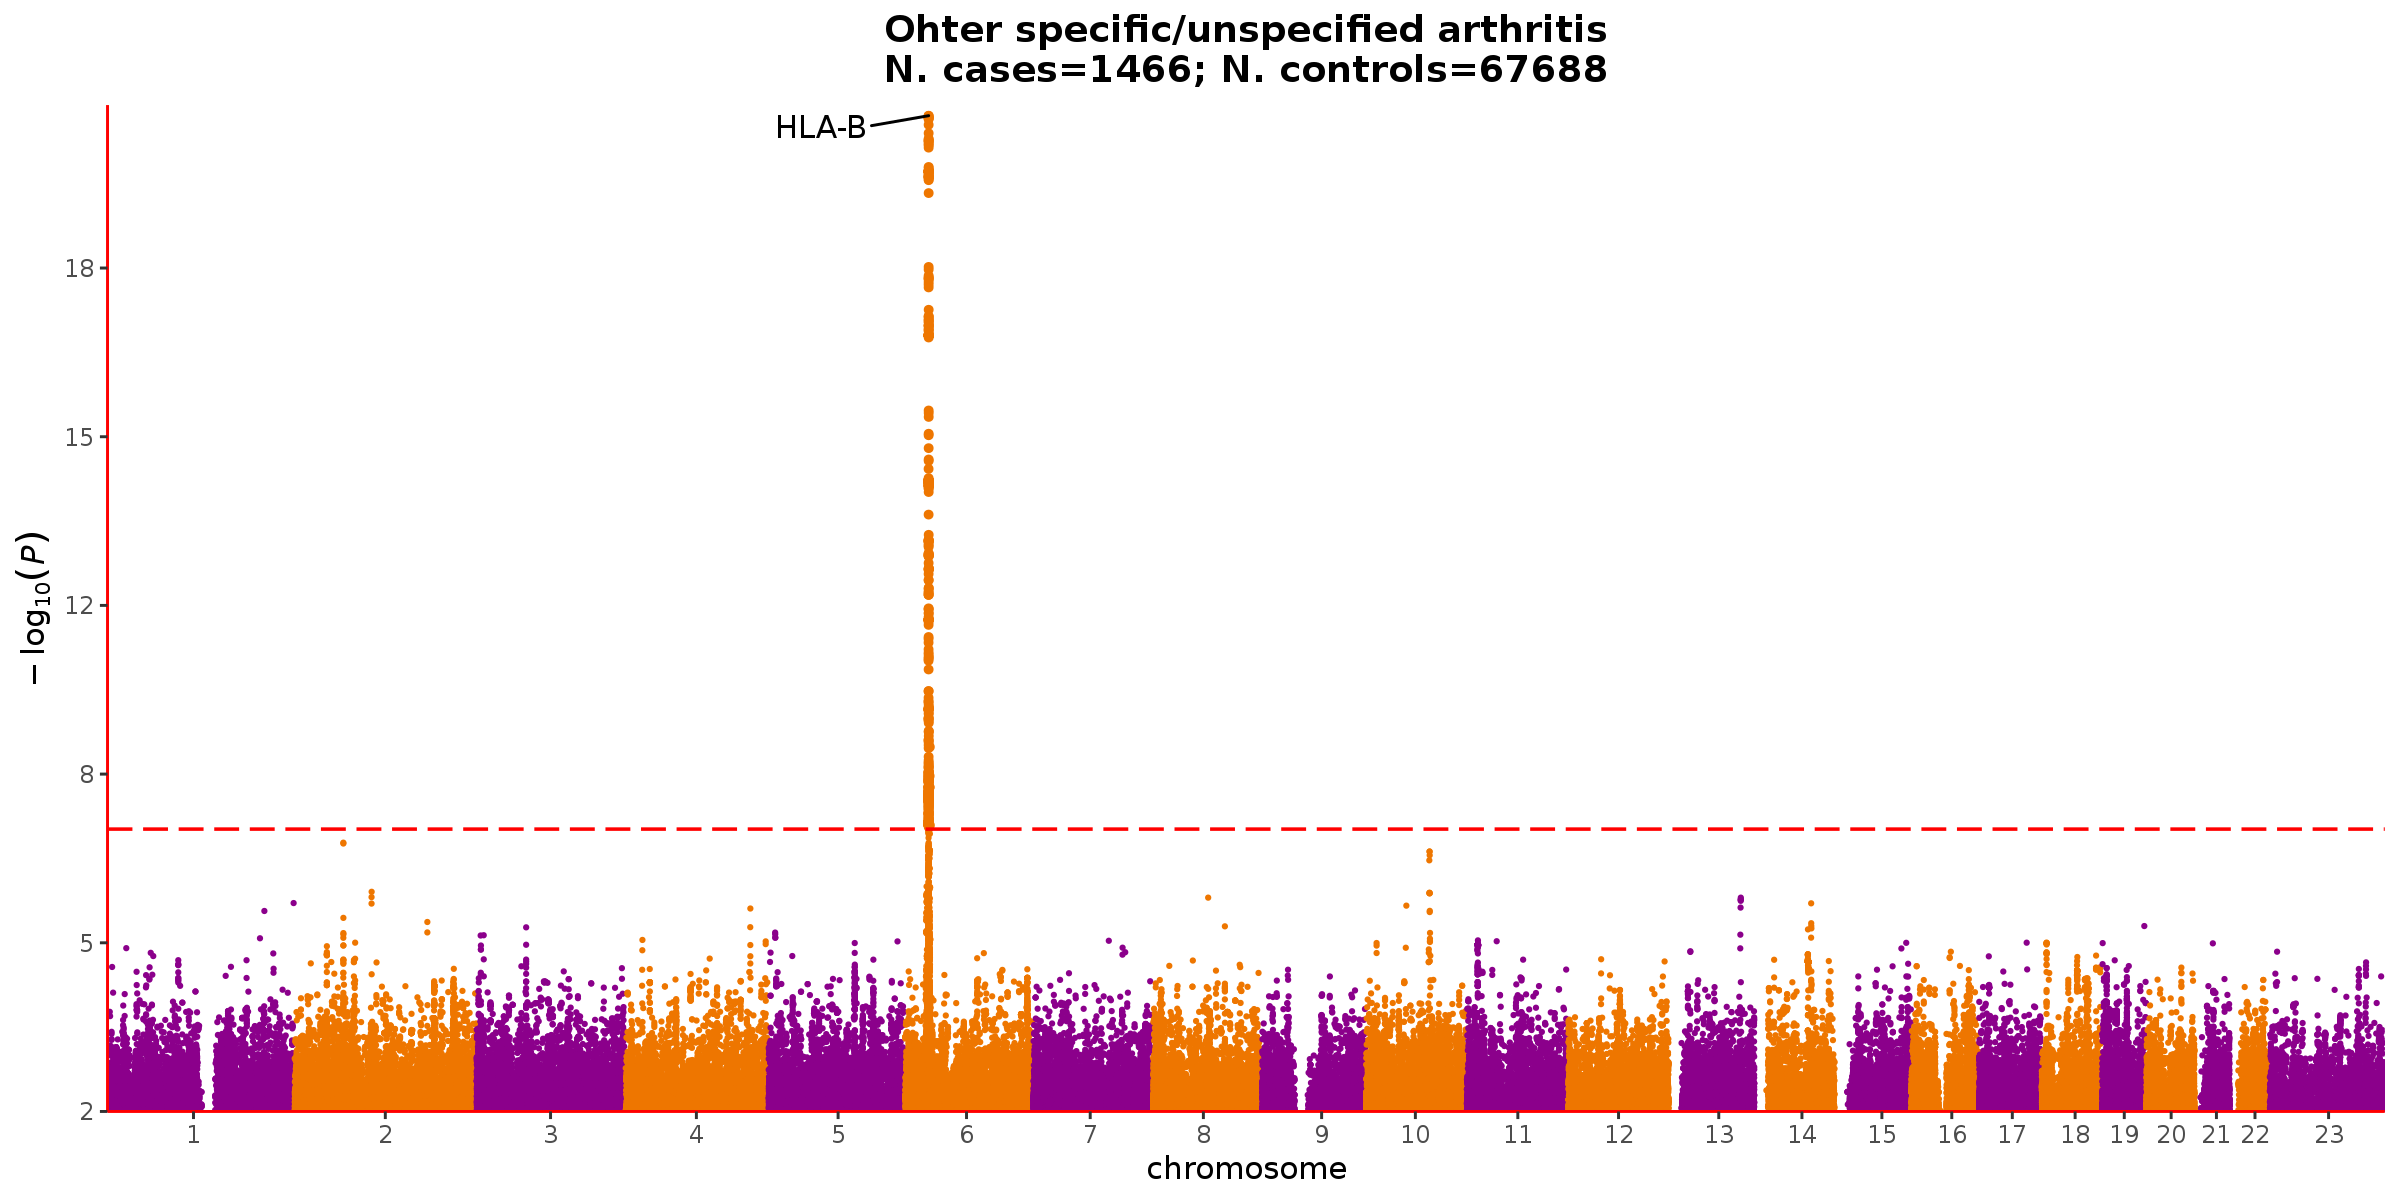 Ohter specific/unspecified arthritis
N. cases=1466; N. controls=67688
HLA-B
18
15
12
8
5
2
−log10(P)
1 2 3 4 5 6 7 8 9 10 11 12 13 14 15 16 17 18 19 20 21 22 23
chromosome